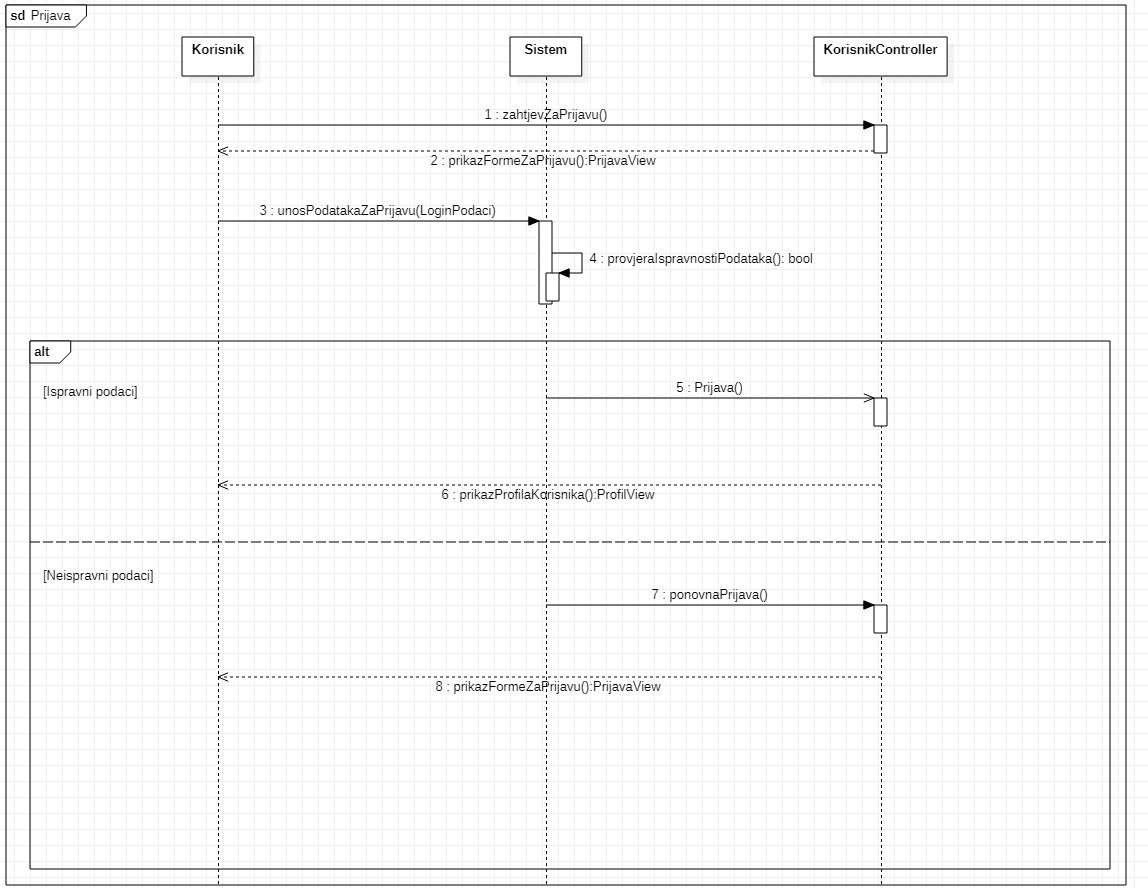 sd Prijava
Korisnik
Sistem
KorisnikController
1 : zahtjevZaPrijavu()
2 : prikazFormeZaPrijavu():PrijavaView
3 : unosPodatakaZaPrijavu(LoginPodaci)
4 : provjeraIspravnostiPodataka(): bool
alt
[Ispravni podaci]
5 : Prijava()
6 : prikazProfilaKorisnika():ProfilView
[Neispravni podaci]
7 : ponovnaPrijava()
8 : prikazFormeZaPrijavu():PrijavaView